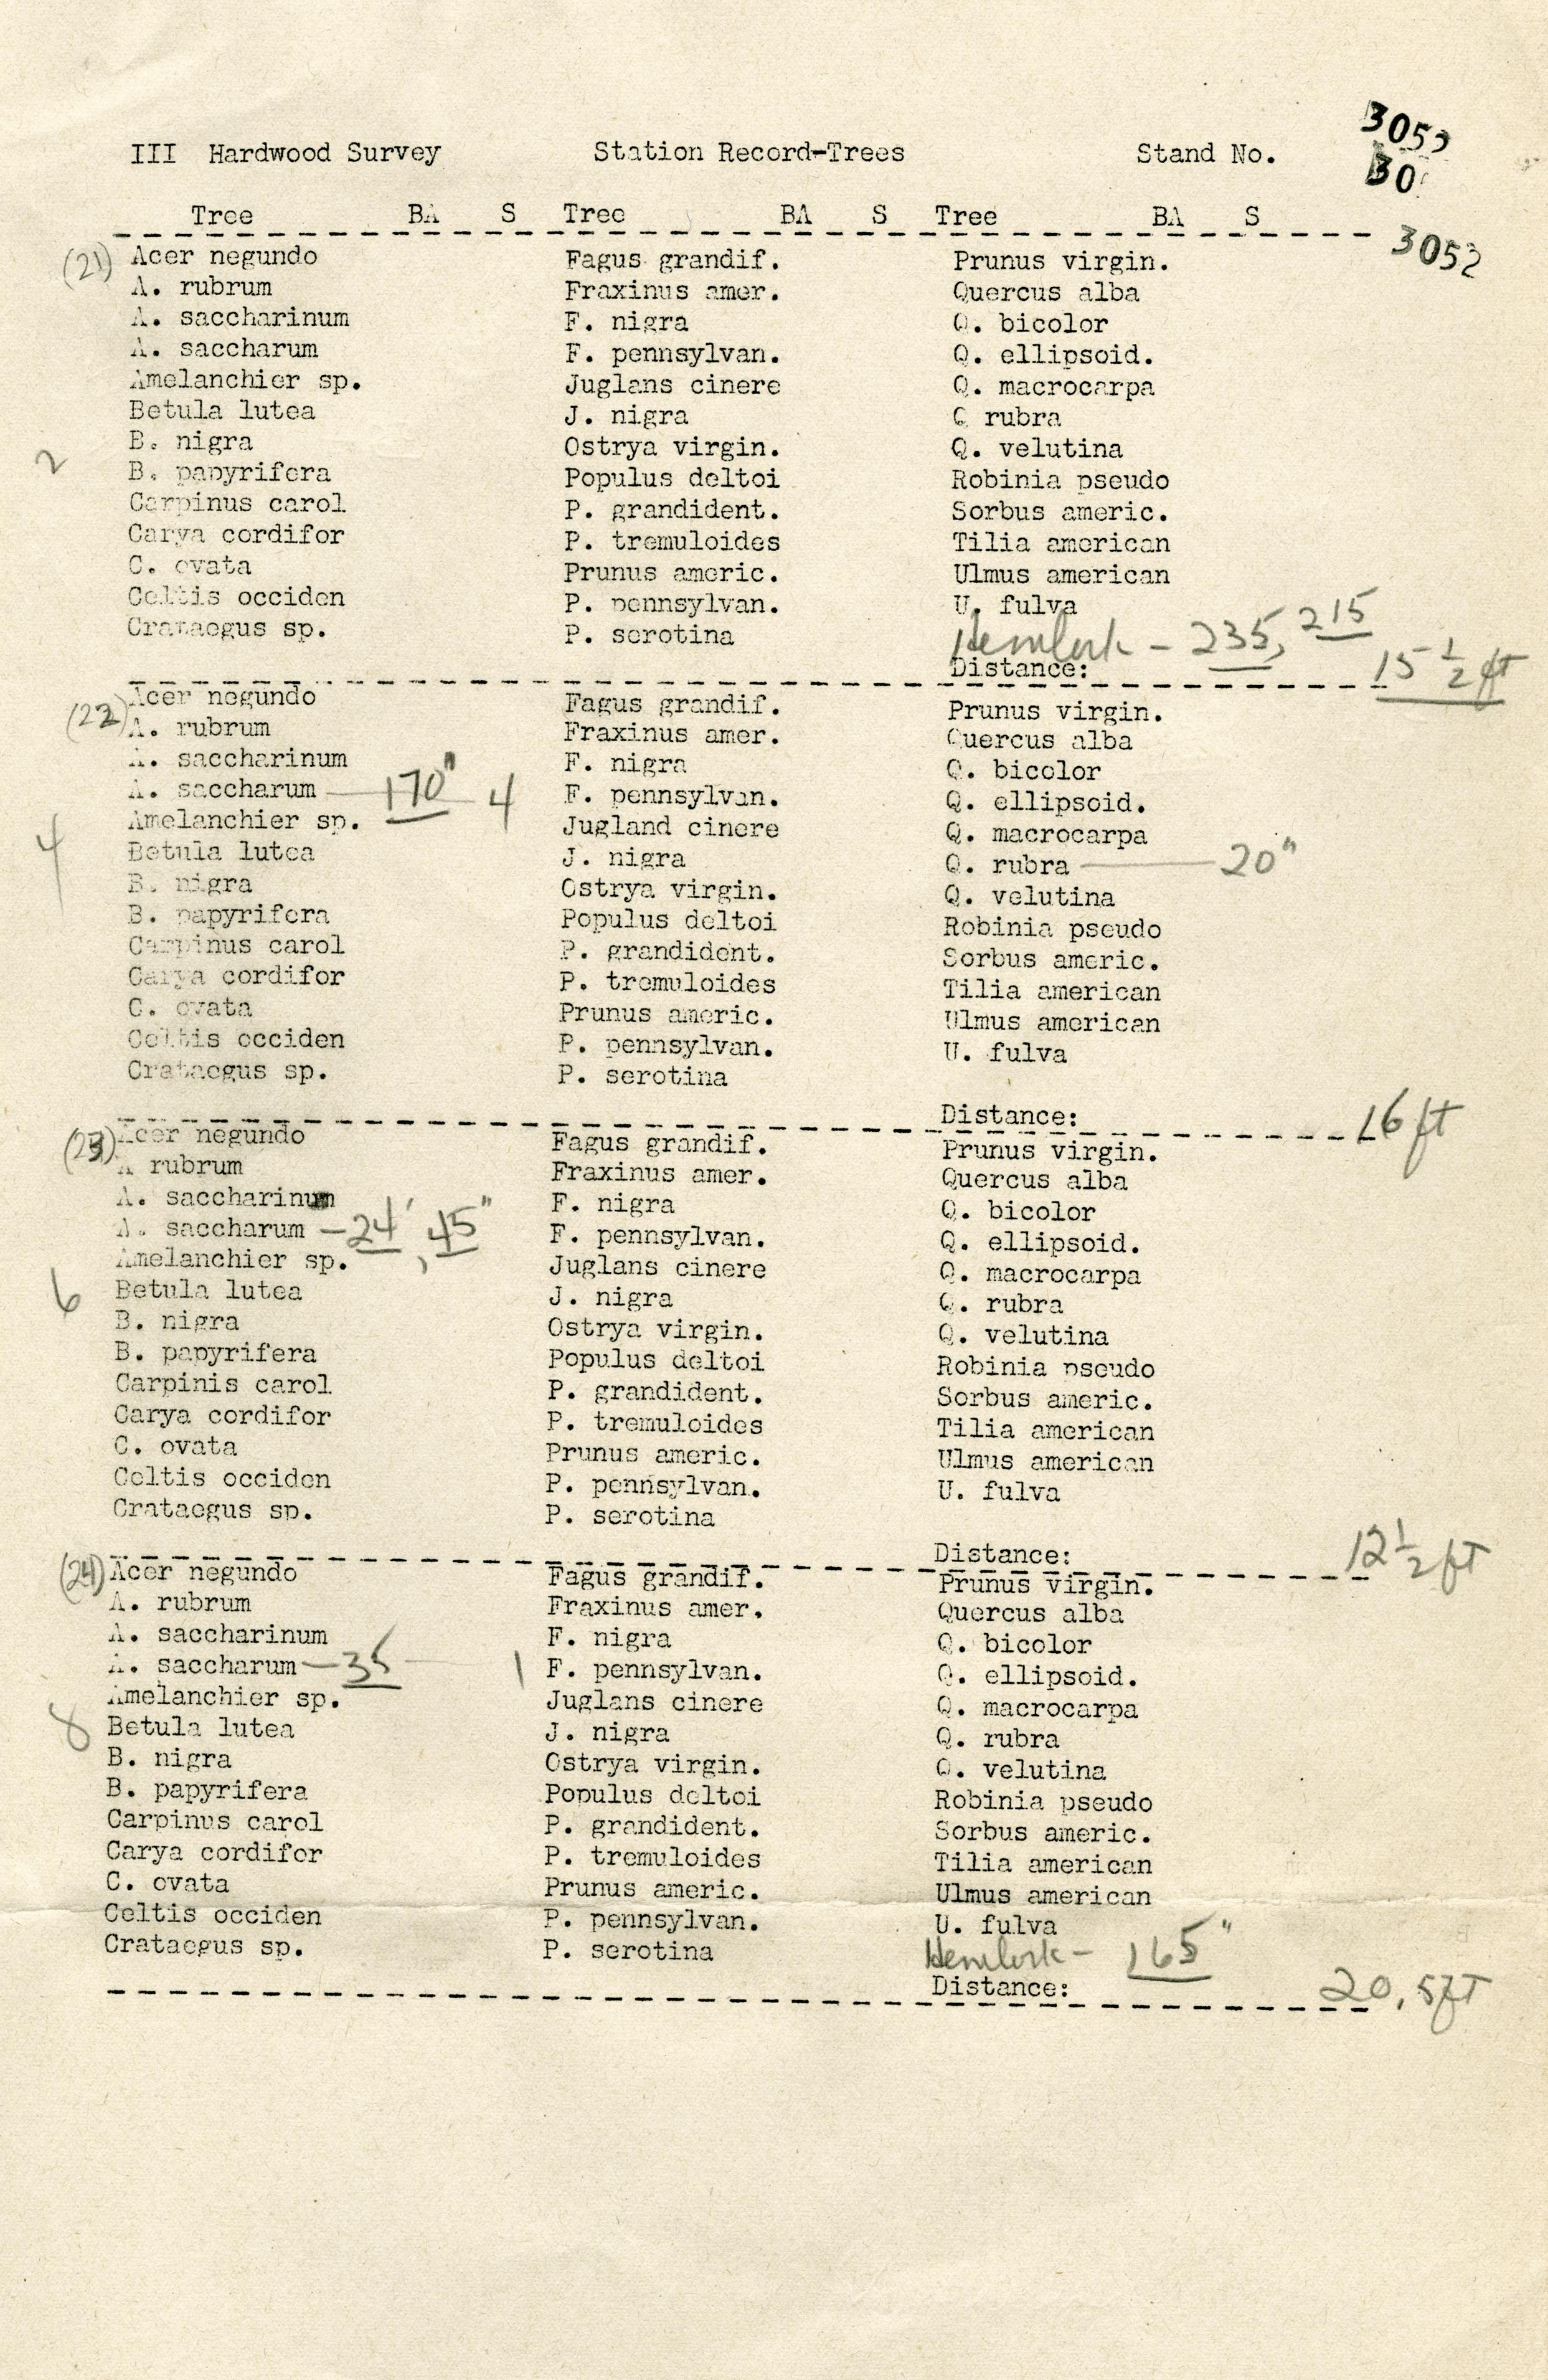 3053
III Hardwood Survey Station Record-Trees Stand No. 30
Tree BA S Tree BA S Tree BA S
3053
(21) Acer negundo Fagus grandif. Prunus virgin.
A. rubrum Fraxinus amer. Quercus alba
A. saccharinum F. nigra Q. bicolor
A. saccharum F. pennsylvan. Q. ellipsoid.
Amelanchier sp. Juglans cinere Q. macrocarpa
Betula lutea J. nigra Q rubra
B. nigra Ostrya virgin. Q. velutina
2 B. papyrifera Populus deltoi Robinia pseudo
Carpinus carol P. grandident. Sorbus americ.
Carya cordifor P. tremuloides Tilia american
C. ovata Prunus americ. Ulmus american
Celtis occiden P. pennsylvan. U. fulva
Crataegus sp. P. serotina Hemlock - 235, 215
Distance: 15 1/2 ft
(22) Acer negundo Fagus grandif. Prunus virgin.
A. rubrum Fraxinus amer. Quercus alba
A. saccharinum F. nigra Q. bicolor
A. saccharum — 170" 4 F. pennsylvan. Q. ellipsoid.
Amelanchier sp. Jugland cinere Q. macrocarpa
4 Betula lutea J. nigra Q. rubra — 20"
B. nigra Ostrya virgin. Q. velutina
B. papyrifera Populus deltoi Robinia pseudo
Carpinus carol P. grandident. Sorbus americ.
Carya cordifor P. tremuloides Tilia american
C. ovata Prunus americ. Ulmus american
Celtis occiden P. pennsylvan. U. fulva
Crataegus sp. P. serotina
Distance: 16 ft
(23) Acer negundo Fagus grandif. Prunus virgin.
A rubrum Fraxinus amer. Quercus alba
A. saccharinum F. nigra Q. bicolor
A. saccharum — 24', 45" F. pennsylvan. Q. ellipsoid.
Amelanchier sp. Juglans cinere Q. macrocarpa
6 Betula lutea J. nigra Q. rubra
B. nigra Ostrya virgin. Q. velutina
B. papyrifera Populus deltoi Robinia pseudo
Carpinis carol P. grandident. Sorbus americ.
Carya cordifor P. tremuloides Tilia american
C. ovata Prunus americ. Ulmus american
Celtis occiden P. pennsylvan. U. fulva
Crataegus sp. P. serotina
Distance: 12 1/2 ft
(24) Acer negundo Fagus grandif. Prunus virgin.
A. rubrum Fraxinus amer. Quercus alba
A. saccharinum F. nigra Q. bicolor
A. saccharum — 35 1 F. pennsylvan. Q. ellipsoid.
Amelanchier sp. Juglans cinere Q. macrocarpa
8 Betula lutea J. nigra Q. rubra
B. nigra Ostrya virgin. Q. velutina
B. papyrifera Populus deltoi Robinia pseudo
Carpinus carol P. grandident. Sorbus americ.
Carya cordifor P. tremuloides Tilia american
C. ovata Prunus americ. Ulmus american
Celtis occiden P. pennsylvan. U. fulva
Crataegus sp. P. serotina Hemlock - 165"
Distance: 20.5 ft